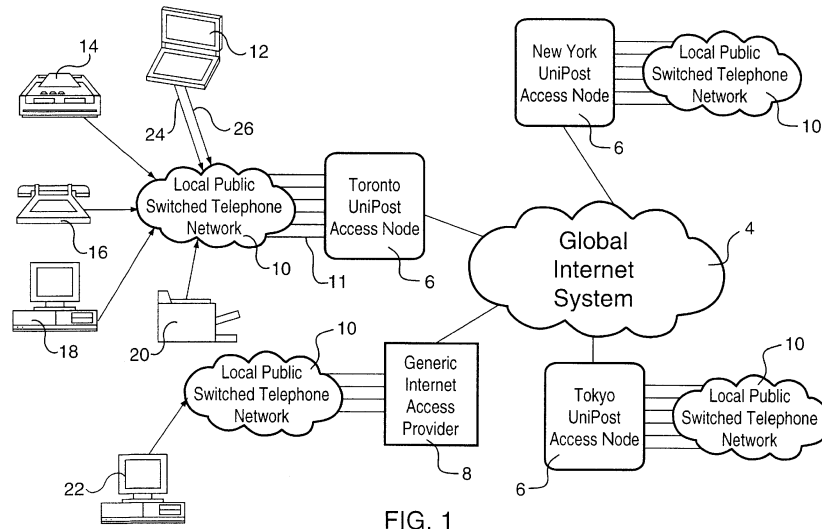 14
12
24
26
Local Public
Switched Telephone
Network
10
11
16
18
20
Toronto
UniPost
Access Node
6
New York
UniPost
Access Node
6
Local Public
Switched Telephone
Network
10
Global
Internet
System
4
10
Local Public
Switched Telephone
Network
Generic
Internet
Access
Provider
8
22
Tokyo
UniPost
Access Node
6
10
Local Public
Switched Telephone
Network
FIG. 1